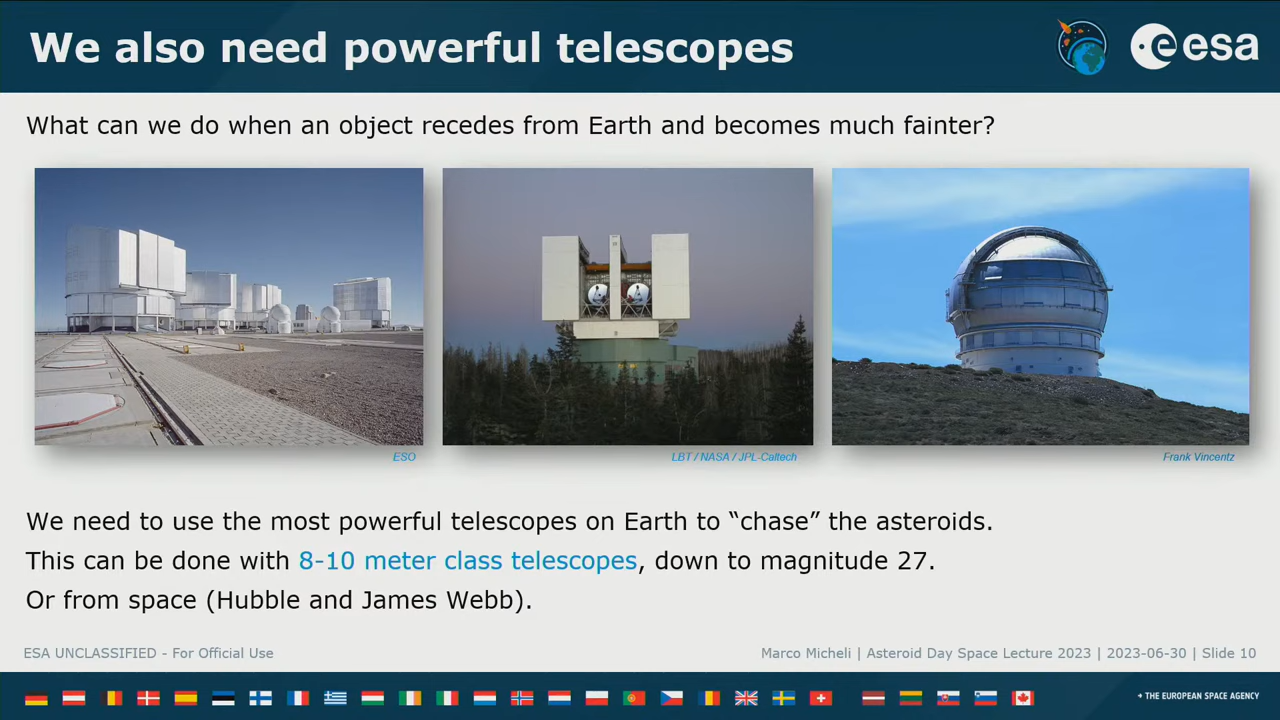 We also need powerful telescopes
esa
What can we do when an object recedes from Earth and becomes much fainter?
ESO
LBT / NASA / JPL-Caltech
Frank Vincentz
We need to use the most powerful telescopes on Earth to “chase” the asteroids.
This can be done with 8-10 meter class telescopes, down to magnitude 27.
Or from space (Hubble and James Webb).
ESA UNCLASSIFIED - For Official Use
Marco Micheli | Asteroid Day Space Lecture 2023 | 2023-06-30 | Slide 10
→ THE EUROPEAN SPACE AGENCY